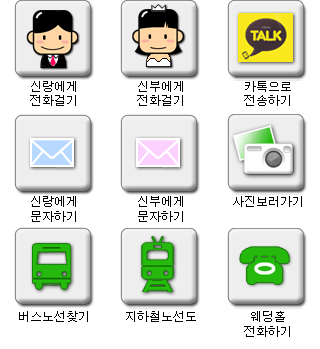 TALK
신랑에게
전화걸기
신부에게
전화걸기
카톡으로
전송하기
신랑에게
문자하기
신부에게
문자하기
사진보러가기
버스노선찾기
지하철노선도
웨딩홀
전화하기